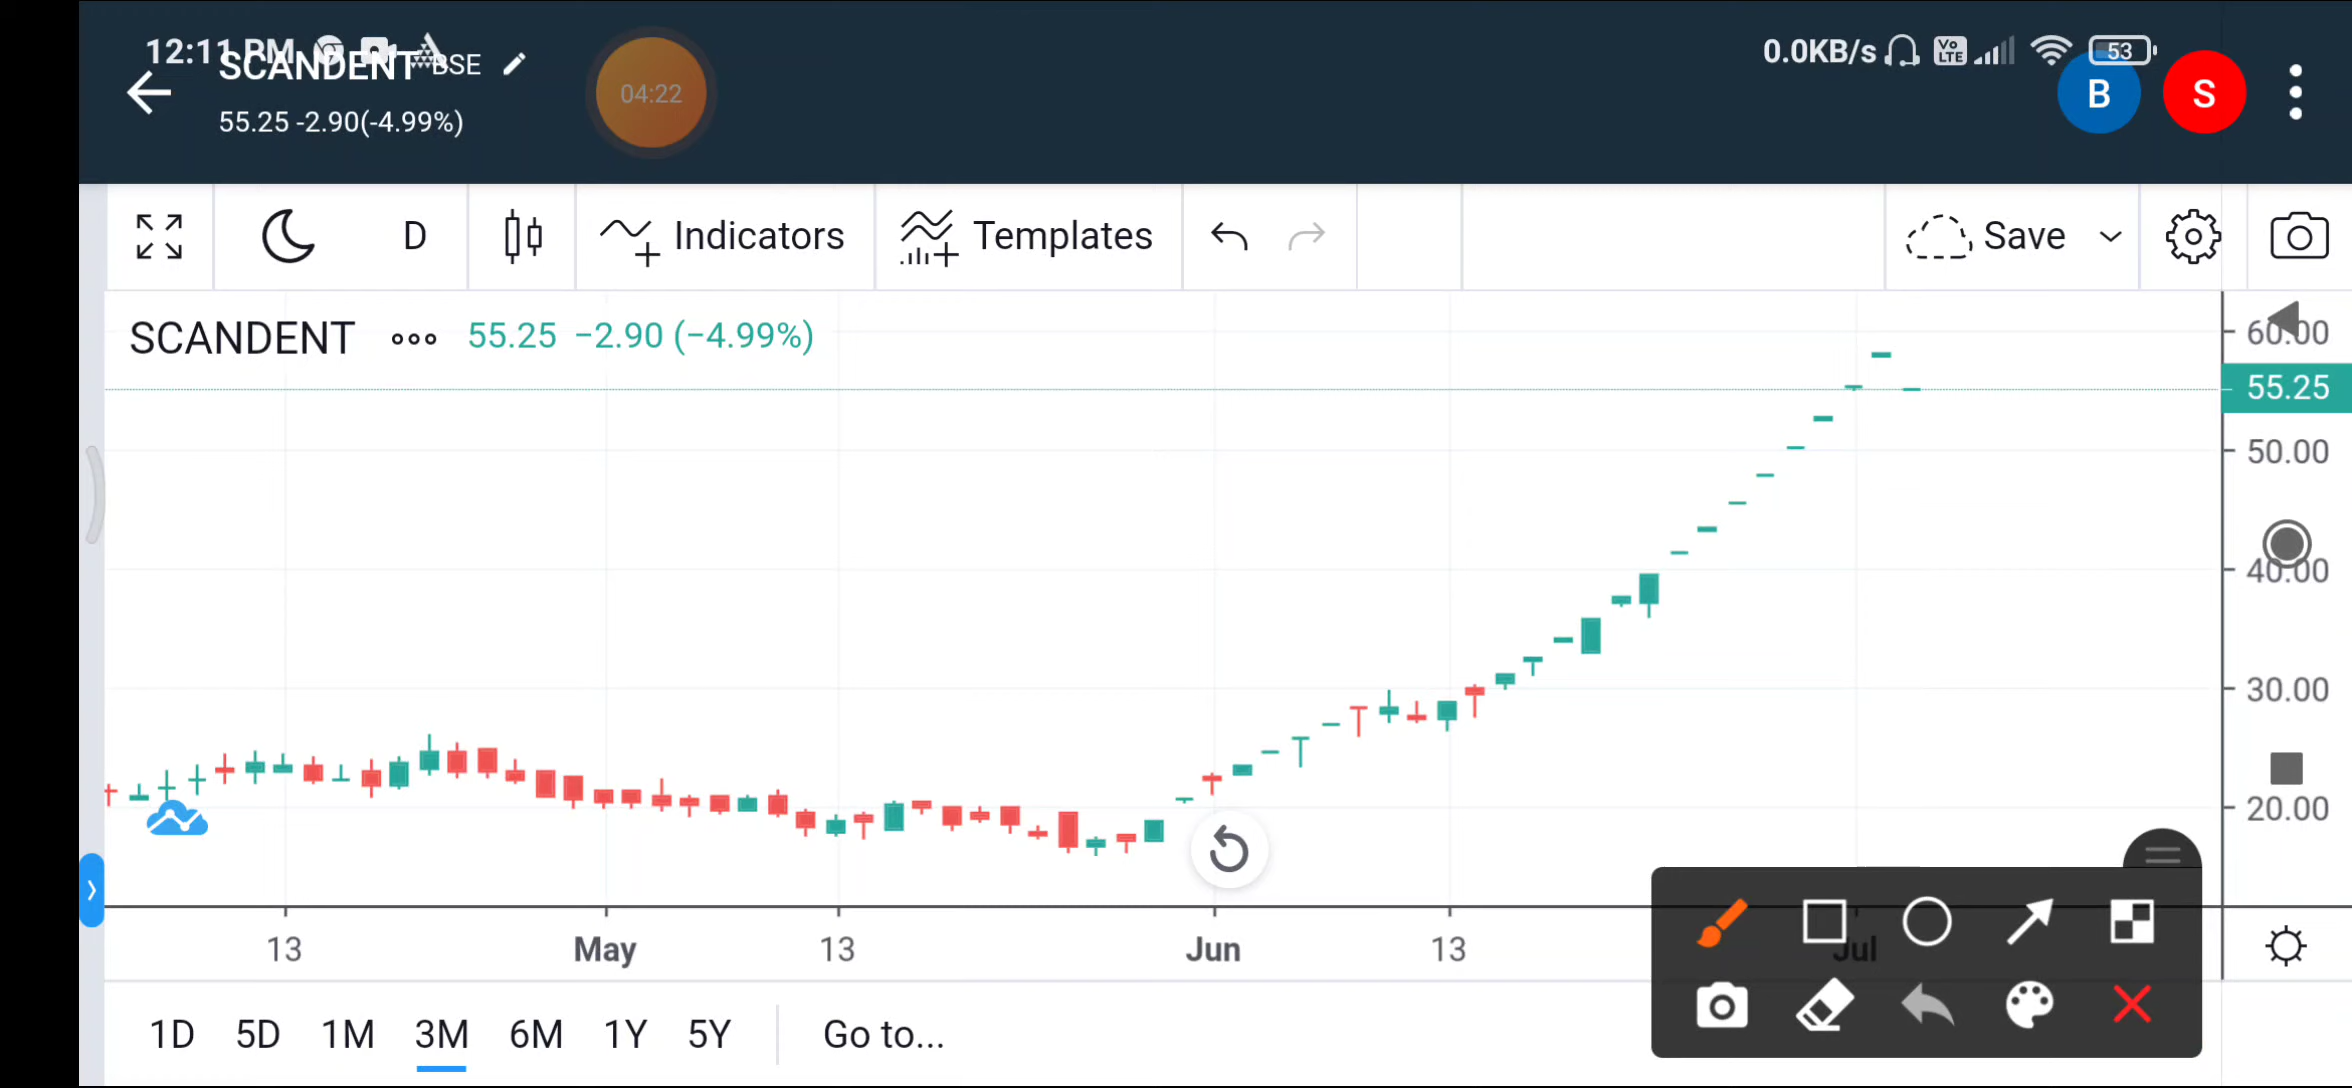 12:11 PM 0.0KB/s Vo LTE 53
SCANDENT BSE
04:22
B S
55.25 -2.90(-4.99%)
D Indicators Templates Save
SCANDENT 55.25 −2.90 (−4.99%)
60.00
55.25
50.00
40.00
30.00
20.00
13 May 13 Jun 13 Jul
1D 5D 1M 3M 6M 1Y 5Y Go to...